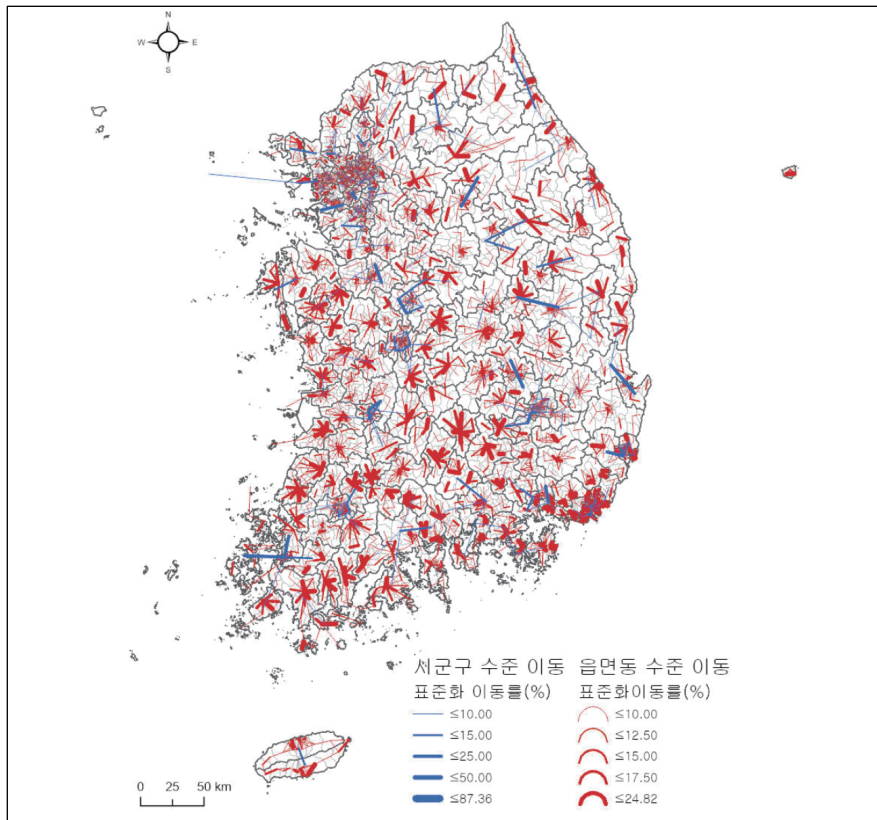 N
W E
S
시군구 수준 이동 읍면동 수준 이동
표준화 이동률(%) 표준화이동률(%)
≤10.00 ≤10.00
≤15.00 ≤12.50
≤25.00 ≤15.00
≤50.00 ≤17.50
≤87.36 ≤24.82
0 25 50 km